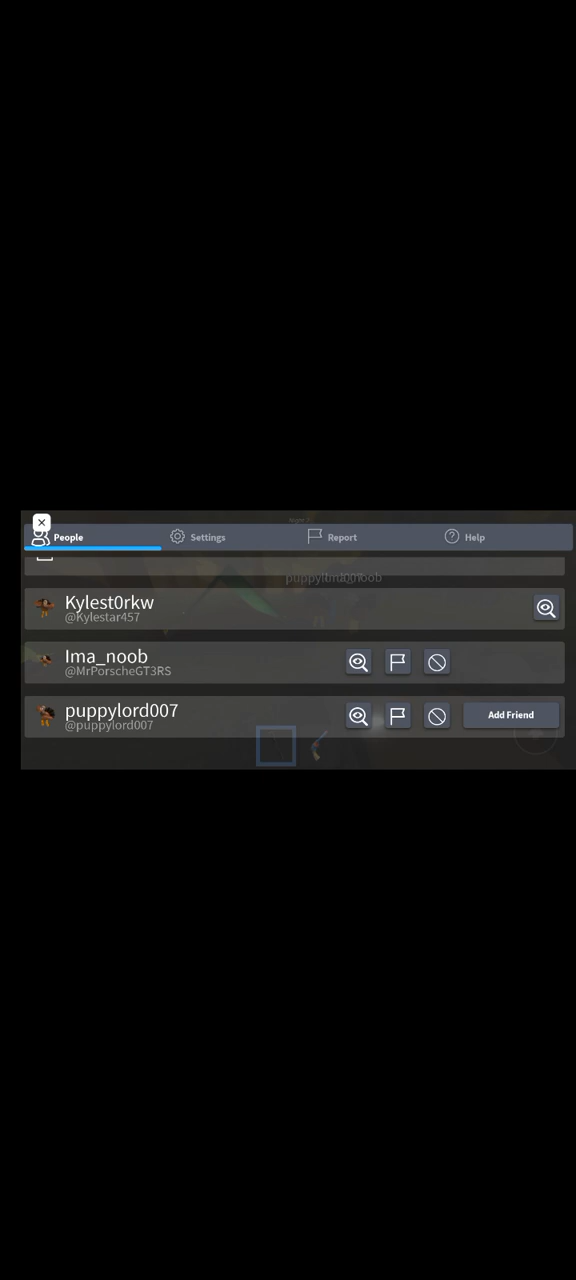 People
Settings
Report
Help
Kylest0rkw
@Kylestar457
Ima_noob
@MrPorscheGT3RS
puppylord007
@puppylord007
Add Friend